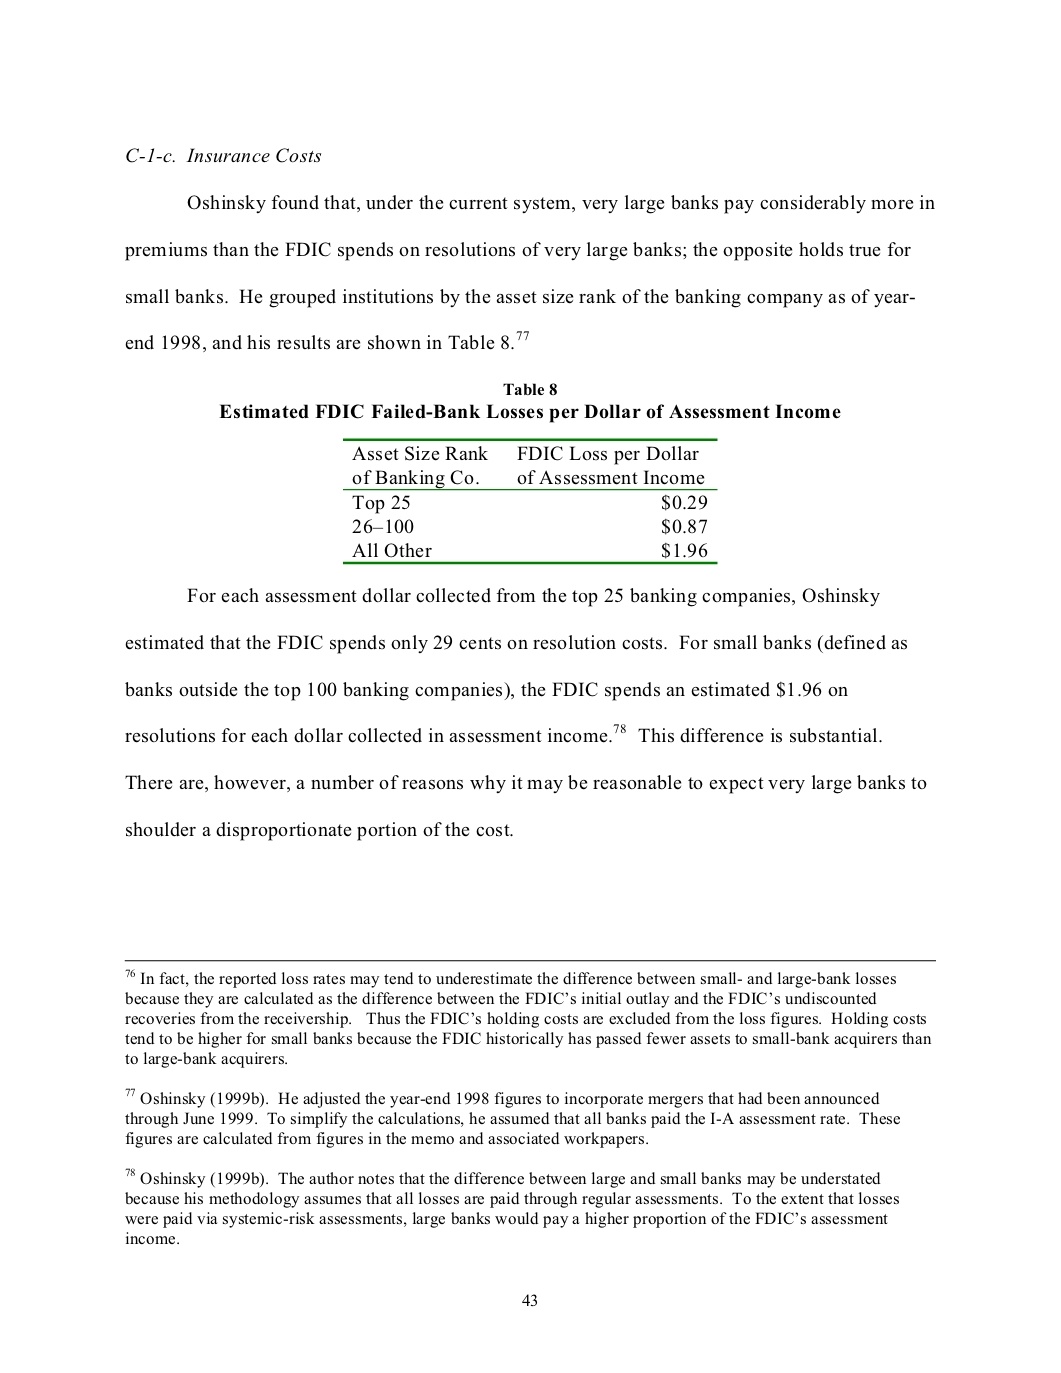 C-1-c. Insurance Costs
Oshinsky found that, under the current system, very large banks pay considerably more in
premiums than the FDIC spends on resolutions of very large banks; the opposite holds true for
small banks. He grouped institutions by the asset size rank of the banking company as of year-
end 1998, and his results are shown in Table 8.77
Table 8
Estimated FDIC Failed-Bank Losses per Dollar of Assessment Income
Asset Size Rank FDIC Loss per Dollar
of Banking Co. of Assessment Income
Top 25 $0.29
26–100 $0.87
All Other $1.96
For each assessment dollar collected from the top 25 banking companies, Oshinsky
estimated that the FDIC spends only 29 cents on resolution costs. For small banks (defined as
banks outside the top 100 banking companies), the FDIC spends an estimated $1.96 on
resolutions for each dollar collected in assessment income.78 This difference is substantial.
There are, however, a number of reasons why it may be reasonable to expect very large banks to
shoulder a disproportionate portion of the cost.
76 In fact, the reported loss rates may tend to underestimate the difference between small- and large-bank losses
because they are calculated as the difference between the FDIC's initial outlay and the FDIC's undiscounted
recoveries from the receivership. Thus the FDIC's holding costs are excluded from the loss figures. Holding costs
tend to be higher for small banks because the FDIC historically has passed fewer assets to small-bank acquirers than
to large-bank acquirers.
77 Oshinsky (1999b). He adjusted the year-end 1998 figures to incorporate mergers that had been announced
through June 1999. To simplify the calculations, he assumed that all banks paid the I-A assessment rate. These
figures are calculated from figures in the memo and associated workpapers.
78 Oshinsky (1999b). The author notes that the difference between large and small banks may be understated
because his methodology assumes that all losses are paid through regular assessments. To the extent that losses
were paid via systemic-risk assessments, large banks would pay a higher proportion of the FDIC's assessment
income.
43